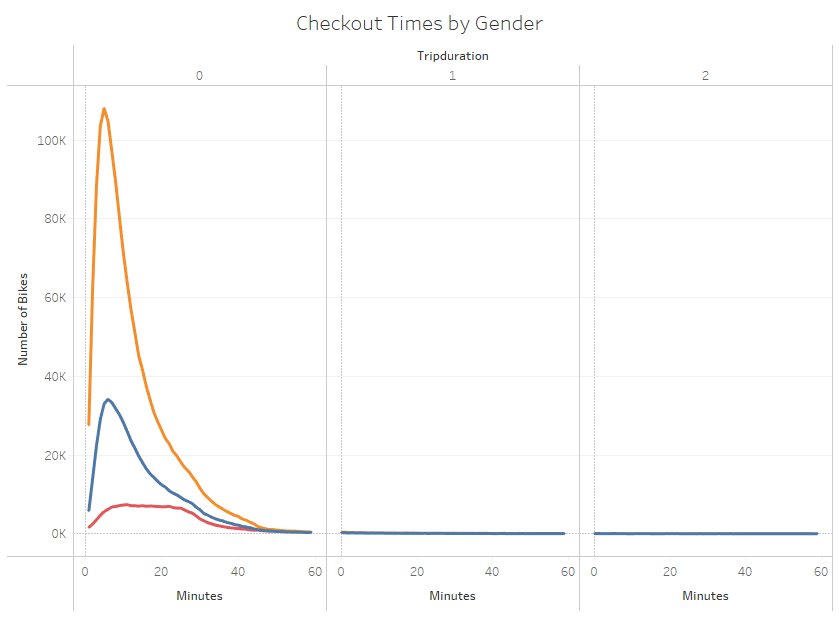 Checkout Times by Gender
Tripduration
0 1 2
100K
80K
60K
40K
20K
0K
Number of Bikes
0 20 40 60 0 20 40 60 0 20 40 60
Minutes Minutes Minutes